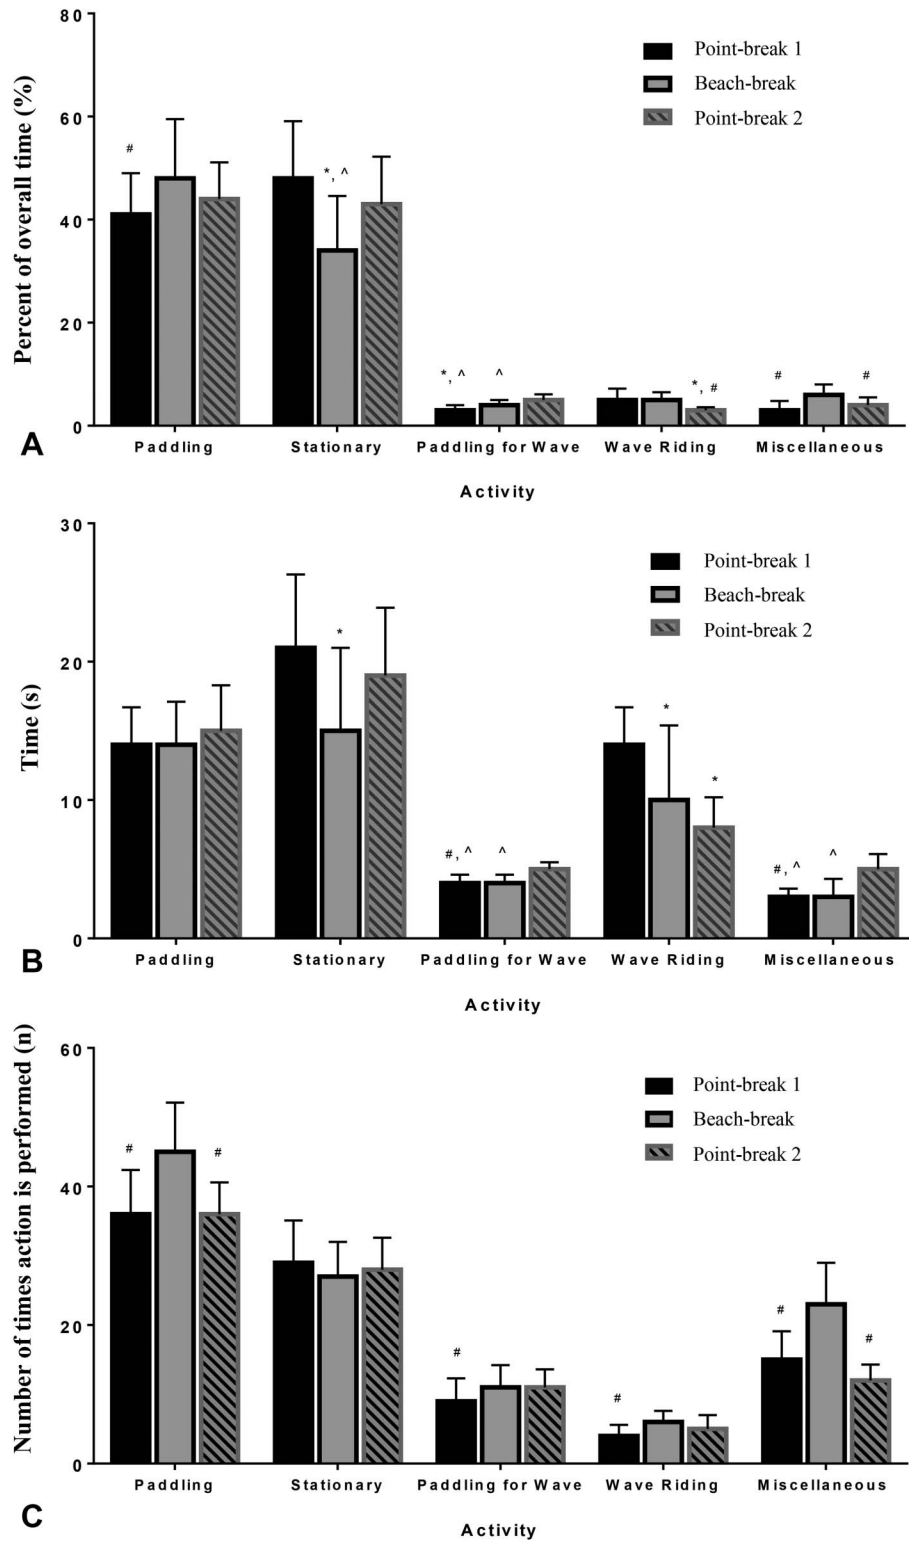 80
Percent of overall time (%)
60
40
20
0
Point-break 1
Beach-break
Point-break 2
#
*, ^
*, ^
^
*, #
#
#
A
Paddling
Stationary
Paddling for Wave
Wave Riding
Miscellaneous
Activity
30
Time (s)
20
10
0
Point-break 1
Beach-break
Point-break 2
*
#, ^
^
*
*
#, ^
^
B
Paddling
Stationary
Paddling for Wave
Wave Riding
Miscellaneous
Activity
60
Number of times action is performed (n)
40
20
0
Point-break 1
Beach-break
Point-break 2
#
#
#
#
#
#
C
Paddling
Stationary
Paddling for Wave
Wave Riding
Miscellaneous
Activity